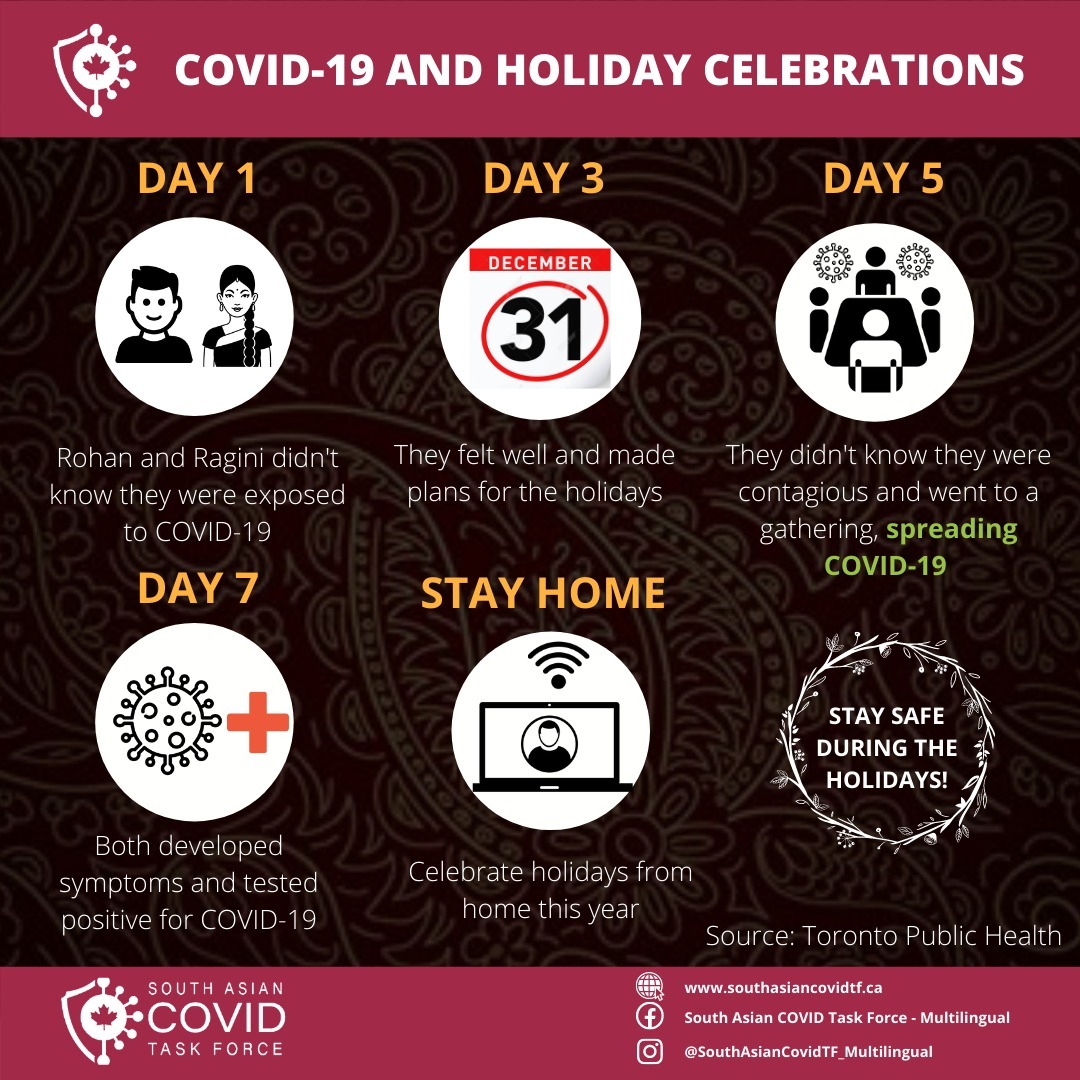 COVID-19 AND HOLIDAY CELEBRATIONS
DAY 1
Rohan and Ragini didn't
know they were exposed
to COVID-19
DAY 3
DECEMBER
31
They felt well and made
plans for the holidays
DAY 5
They didn't know they were
contagious and went to a
gathering, spreading
COVID-19
DAY 7
Both developed
symptoms and tested
positive for COVID-19
STAY HOME
Celebrate holidays from
home this year
STAY SAFE
DURING THE
HOLIDAYS!
Source: Toronto Public Health
SOUTH ASIAN
COVID
TASK FORCE
www.southasiancovidtf.ca
South Asian COVID Task Force - Multilingual
@SouthAsianCovidTF_Multilingual